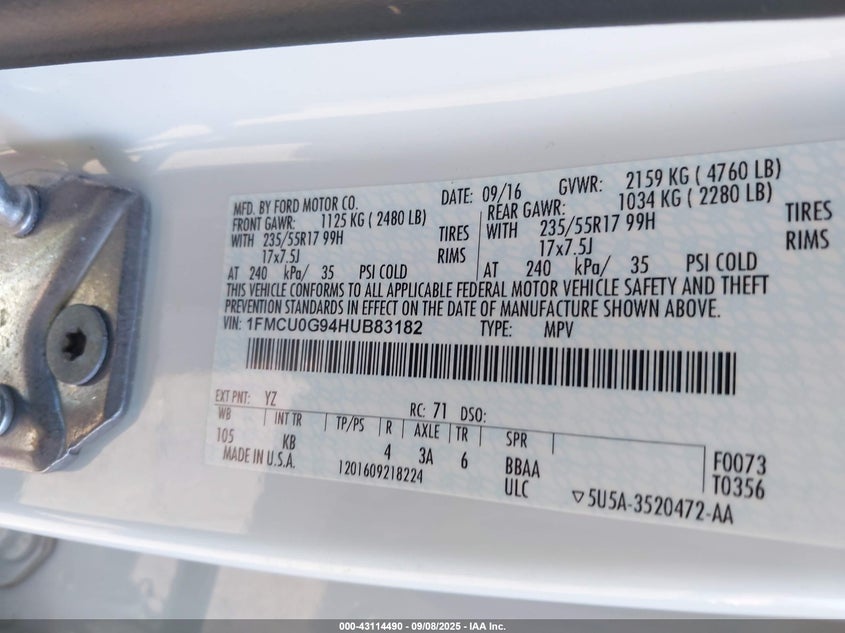 MFD. BY FORD MOTOR CO. DATE: 09/16 GVWR: 2159 KG ( 4760 LB)
FRONT GAWR: 1125 KG ( 2480 LB) REAR GAWR: 1034 KG ( 2280 LB)
WITH 235/55R17 99H TIRES WITH 235/55R17 99H TIRES
17x7.5J RIMS 17x7.5J RIMS
AT 240 kPa/ 35 PSI COLD AT 240 kPa/ 35 PSI COLD
THIS VEHICLE CONFORMS TO ALL APPLICABLE FEDERAL MOTOR VEHICLE SAFETY AND THEFT
PREVENTION STANDARDS IN EFFECT ON THE DATE OF MANUFACTURE SHOWN ABOVE.
VIN: 1FMCU0G94HUB83182 TYPE: MPV
EXT PNT: YZ RC: 71 DSO:
WB INT TR TP/PS R AXLE TR SPR
105 KB 4 3A 6 BBAA F0073
MADE IN U.S.A. 1201609218224 ULC T0356
▽5U5A-3520472-AA
000-43114490 - 09/08/2025 - IAA Inc.